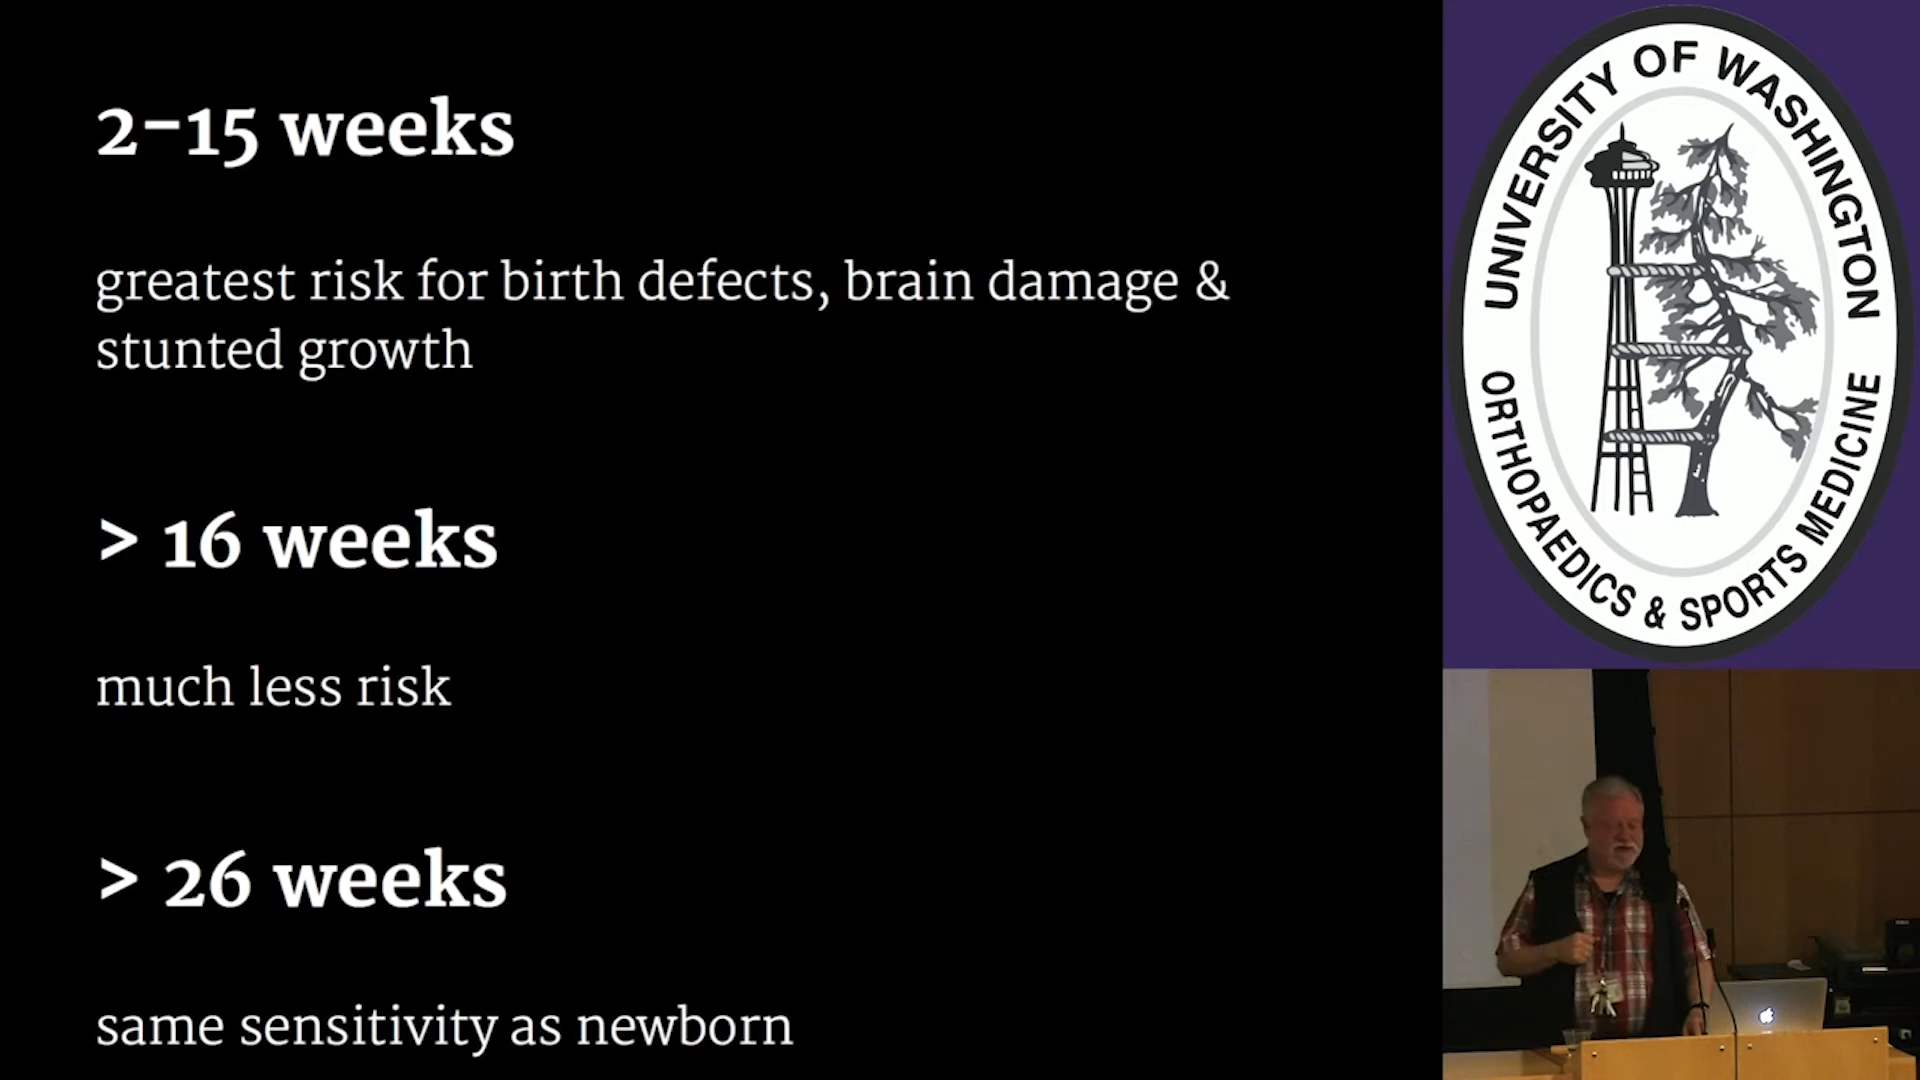 2-15 weeks
greatest risk for birth defects, brain damage &
stunted growth
> 16 weeks
much less risk
> 26 weeks
same sensitivity as newborn
UNIVERSITY OF WASHINGTON
ORTHOPAEDICS & SPORTS MEDICINE